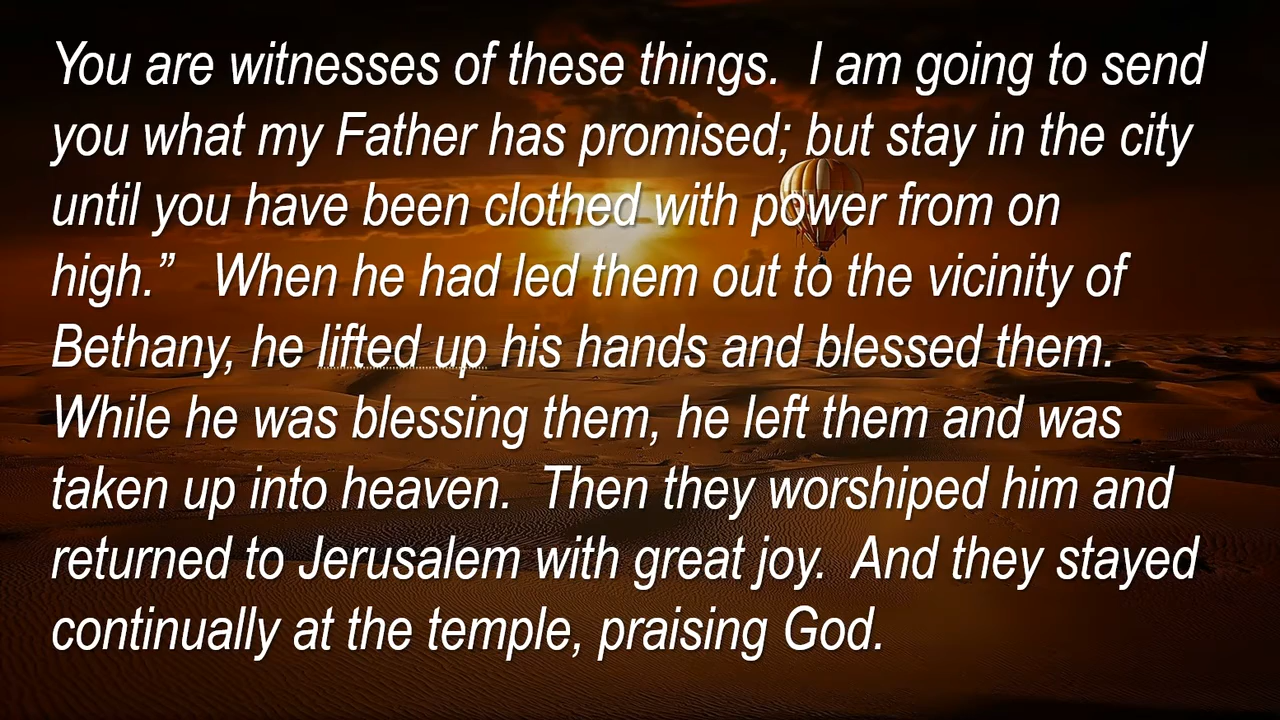 You are witnesses of these things.  I am going to send
you what my Father has promised; but stay in the city
until you have been clothed with power from on
high.”   When he had led them out to the vicinity of
Bethany, he lifted up his hands and blessed them.
While he was blessing them, he left them and was
taken up into heaven.  Then they worshiped him and
returned to Jerusalem with great joy.  And they stayed
continually at the temple, praising God.